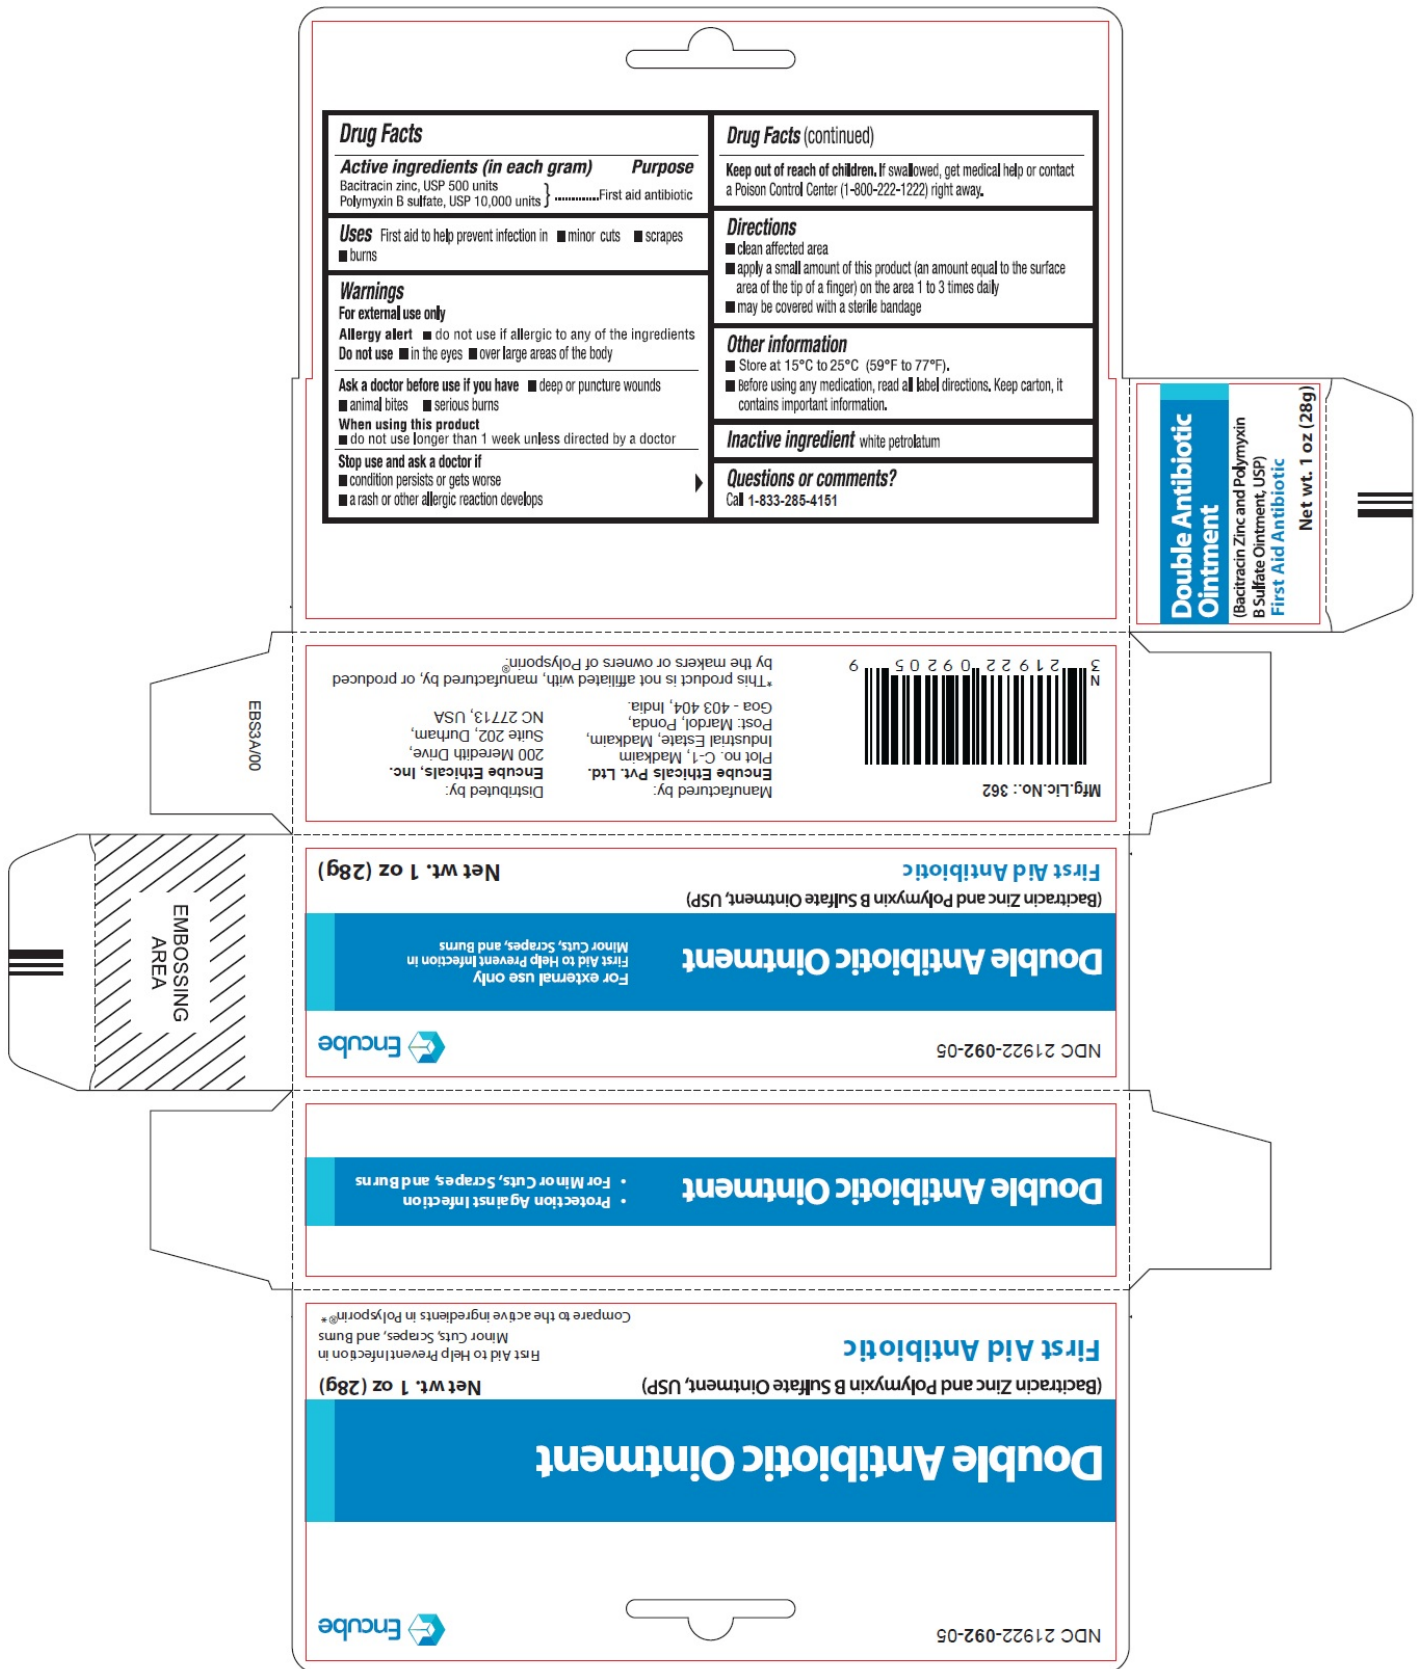 Drug Facts
Active ingredients (in each gram) Purpose
Bacitracin zinc, USP 500 units
Polymyxin B sulfate, USP 10,000 units } .............First aid antibiotic
Uses First aid to help prevent infection in ■ minor cuts ■ scrapes
■ burns
Warnings
For external use only
Allergy alert ■ do not use if allergic to any of the ingredients
Do not use ■ in the eyes ■ over large areas of the body
Ask a doctor before use if you have ■ deep or puncture wounds
■ animal bites ■ serious burns
When using this product
■ do not use longer than 1 week unless directed by a doctor
Stop use and ask a doctor if
■ condition persists or gets worse
■ a rash or other allergic reaction develops
Drug Facts (continued)
Keep out of reach of children. If swallowed, get medical help or contact
a Poison Control Center (1-800-222-1222) right away.
Directions
■ clean affected area
■ apply a small amount of this product (an amount equal to the surface
area of the tip of a finger) on the area 1 to 3 times daily
■ may be covered with a sterile bandage
Other information
■ Store at 15°C to 25°C (59°F to 77°F).
■ Before using any medication, read all label directions. Keep carton, it
contains important information.
Inactive ingredient white petrolatum
Questions or comments?
Call 1-833-285-4151
Double Antibiotic
Ointment
(Bacitracin Zinc and Polymyxin
B Sulfate Ointment, USP)
First Aid Antibiotic
Net wt. 1 oz (28g)
Mfg.Lic.No.: 362
N
3 21922 09205 9
Manufactured by:
Encube Ethicals Pvt. Ltd.
Plot no. C-1, Madkaim
Industrial Estate, Madkaim,
Post: Mardol, Ponda,
Goa - 403 404, India.
Distributed by:
Encube Ethicals, Inc.
200 Meredith Drive,
Suite 202, Durham,
NC 27713, USA
*This product is not affiliated with, manufactured by, or produced
by the makers or owners of Polysporin®.
EBS3A/00
NDC 21922-092-05
Encube
Double Antibiotic Ointment
For external use only
First Aid to Help Prevent Infection in
Minor Cuts, Scrapes, and Burns
(Bacitracin Zinc and Polymyxin B Sulfate Ointment, USP)
First Aid Antibiotic
Net wt. 1 oz (28g)
EMBOSSING
AREA
Double Antibiotic Ointment
• Protection Against Infection
• For Minor Cuts, Scrapes, and Burns
NDC 21922-092-05
Encube
Double Antibiotic Ointment
(Bacitracin Zinc and Polymyxin B Sulfate Ointment, USP)
Net wt. 1 oz (28g)
First Aid Antibiotic
First Aid to Help Prevent Infection in
Minor Cuts, Scrapes, and Burns
Compare to the active ingredients in Polysporin®*